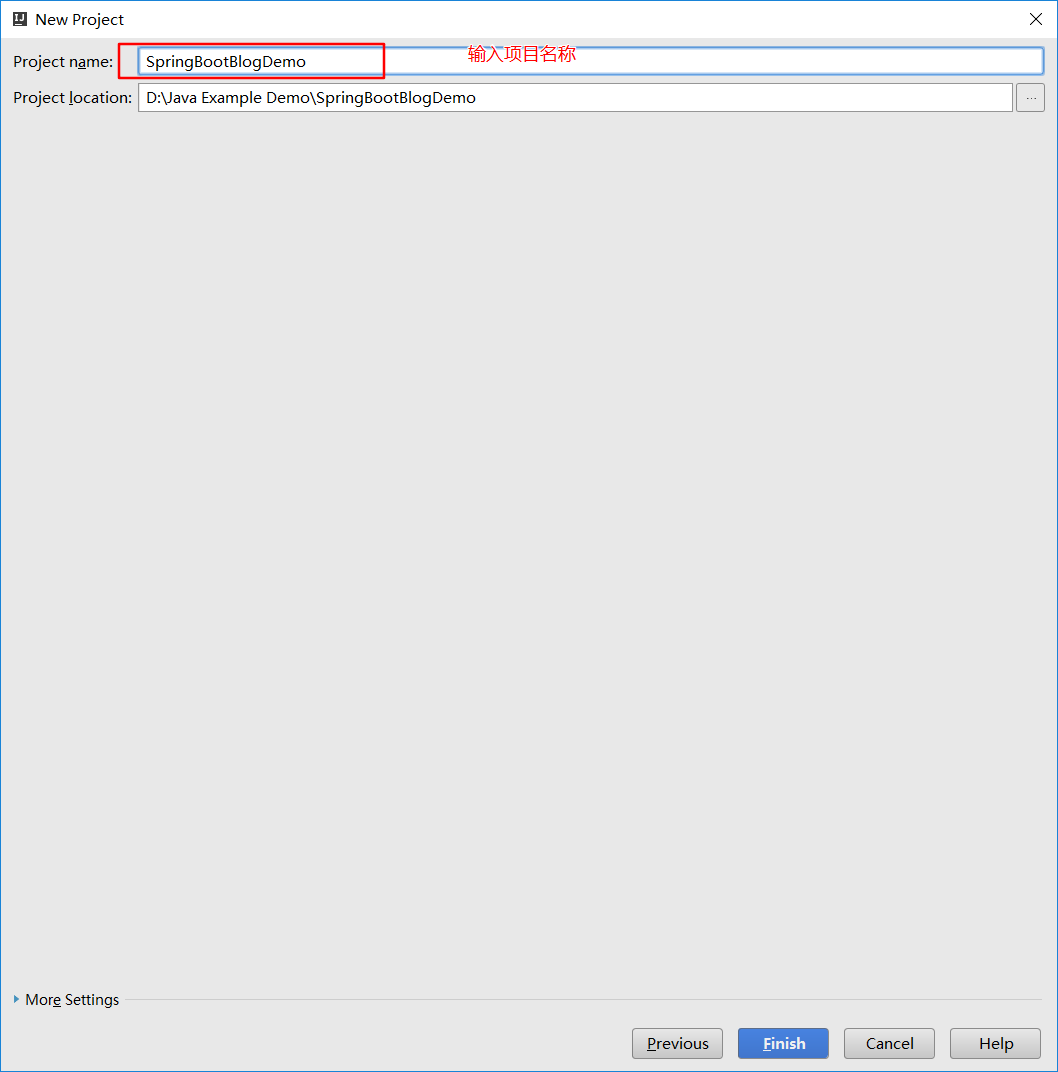 New Project
Project name: SpringBootBlogDemo 输入项目名称
Project location: D:\Java Example Demo\SpringBootBlogDemo ...
More Settings
Previous Finish Cancel Help